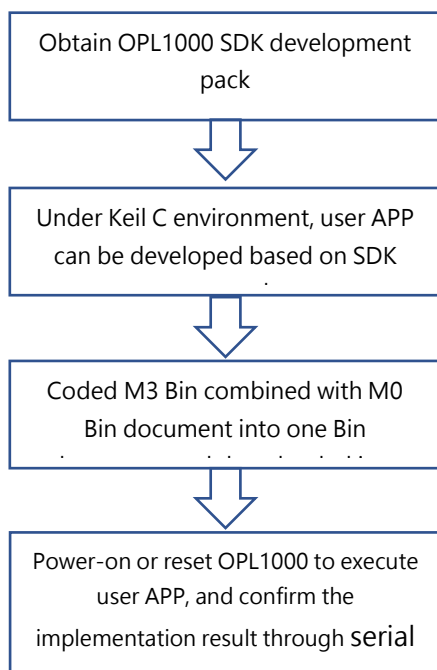 Obtain OPL1000 SDK development
pack
Under Keil C environment, user APP
can be developed based on SDK
Coded M3 Bin combined with M0
Bin document into one Bin
Power-on or reset OPL1000 to execute
user APP, and confirm the
implementation result through serial